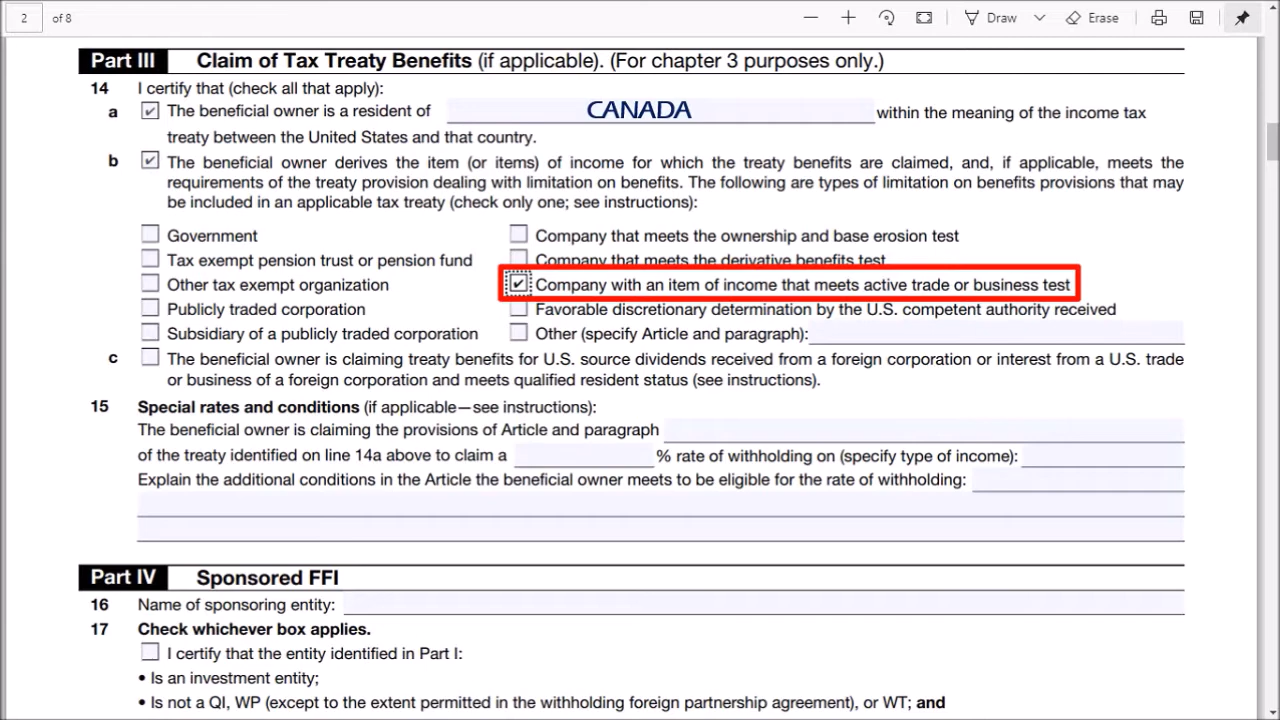 2 of 8 Draw Erase
Part III Claim of Tax Treaty Benefits (if applicable). (For chapter 3 purposes only.)
14 I certify that (check all that apply):
a The beneficial owner is a resident of CANADA within the meaning of the income tax
treaty between the United States and that country.
b The beneficial owner derives the item (or items) of income for which the treaty benefits are claimed, and, if applicable, meets the
requirements of the treaty provision dealing with limitation on benefits. The following are types of limitation on benefits provisions that may
be included in an applicable tax treaty (check only one; see instructions):
Government Company that meets the ownership and base erosion test
Tax exempt pension trust or pension fund Company that meets the derivative benefits test
Other tax exempt organization Company with an item of income that meets active trade or business test
Publicly traded corporation Favorable discretionary determination by the U.S. competent authority received
Subsidiary of a publicly traded corporation Other (specify Article and paragraph):
c The beneficial owner is claiming treaty benefits for U.S. source dividends received from a foreign corporation or interest from a U.S. trade
or business of a foreign corporation and meets qualified resident status (see instructions).
15 Special rates and conditions (if applicable—see instructions):
The beneficial owner is claiming the provisions of Article and paragraph
of the treaty identified on line 14a above to claim a % rate of withholding on (specify type of income):
Explain the additional conditions in the Article the beneficial owner meets to be eligible for the rate of withholding:
Part IV Sponsored FFI
16 Name of sponsoring entity:
17 Check whichever box applies.
I certify that the entity identified in Part I:
• Is an investment entity;
• Is not a QI, WP (except to the extent permitted in the withholding foreign partnership agreement), or WT; and